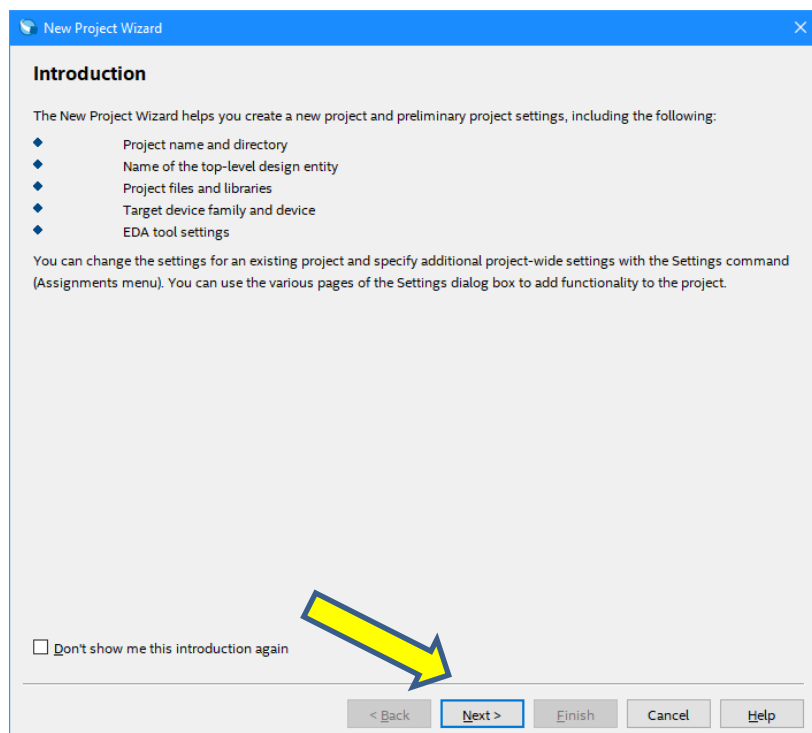 New Project Wizard
Introduction
The New Project Wizard helps you create a new project and preliminary project settings, including the following:
Project name and directory
Name of the top-level design entity
Project files and libraries
Target device family and device
EDA tool settings
You can change the settings for an existing project and specify additional project-wide settings with the Settings command
(Assignments menu). You can use the various pages of the Settings dialog box to add functionality to the project.
Don't show me this introduction again
< Back Next > Finish Cancel Help